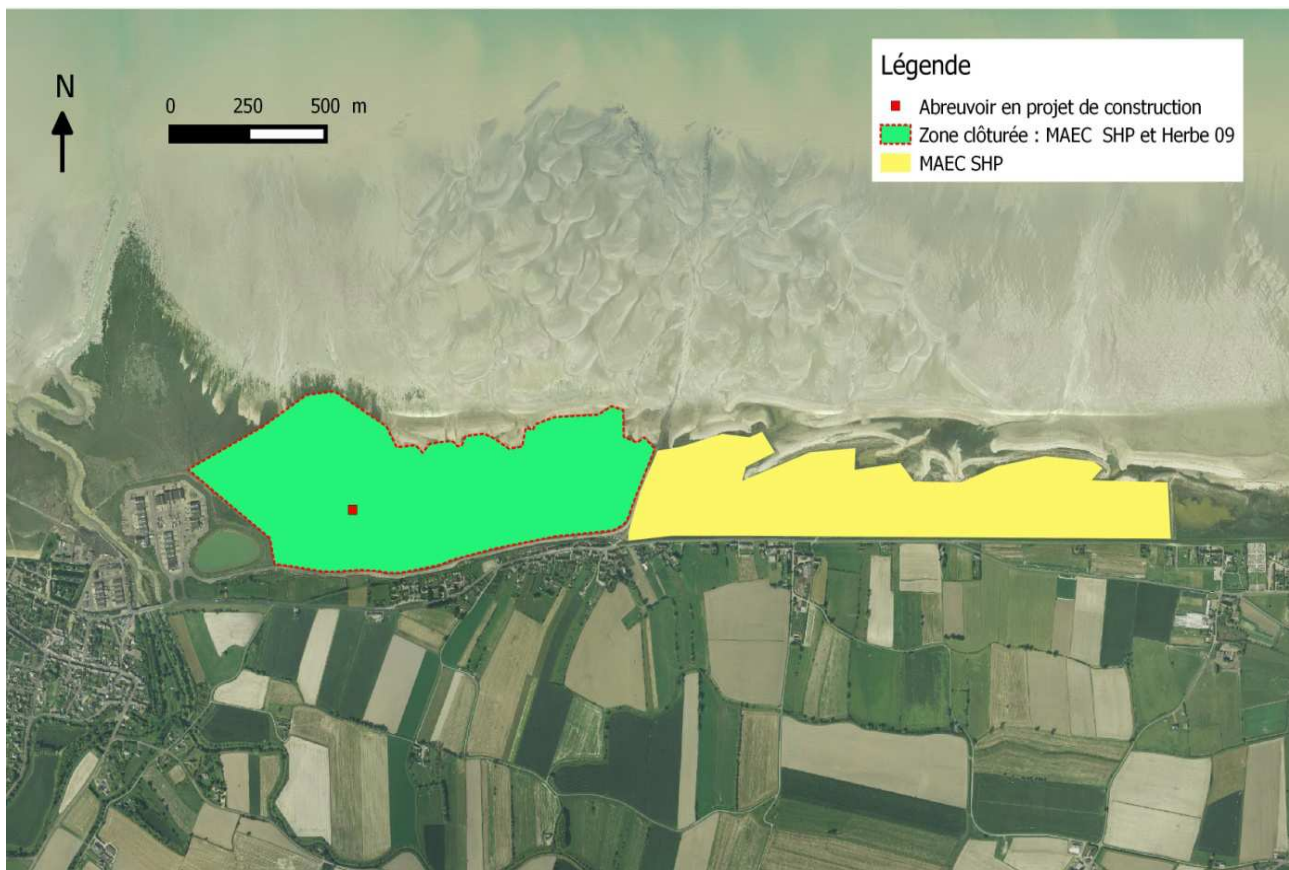 N
0 250 500 m
Légende
Abreuvoir en projet de construction
Zone clôturée : MAEC SHP et Herbe 09
MAEC SHP